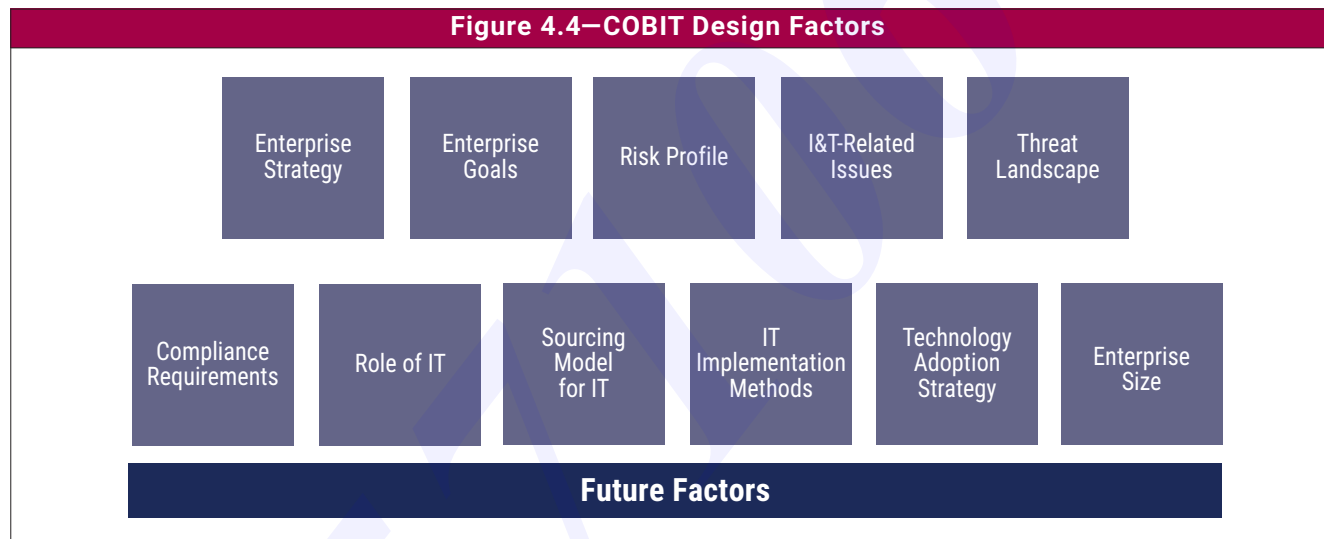 Figure 4.4—COBIT Design Factors
Enterprise
Strategy
Enterprise
Goals
Risk Profile
I&T-Related
Issues
Threat
Landscape
Compliance
Requirements
Role of IT
Sourcing
Model
for IT
IT
Implementation
Methods
Technology
Adoption
Strategy
Enterprise
Size
Future Factors